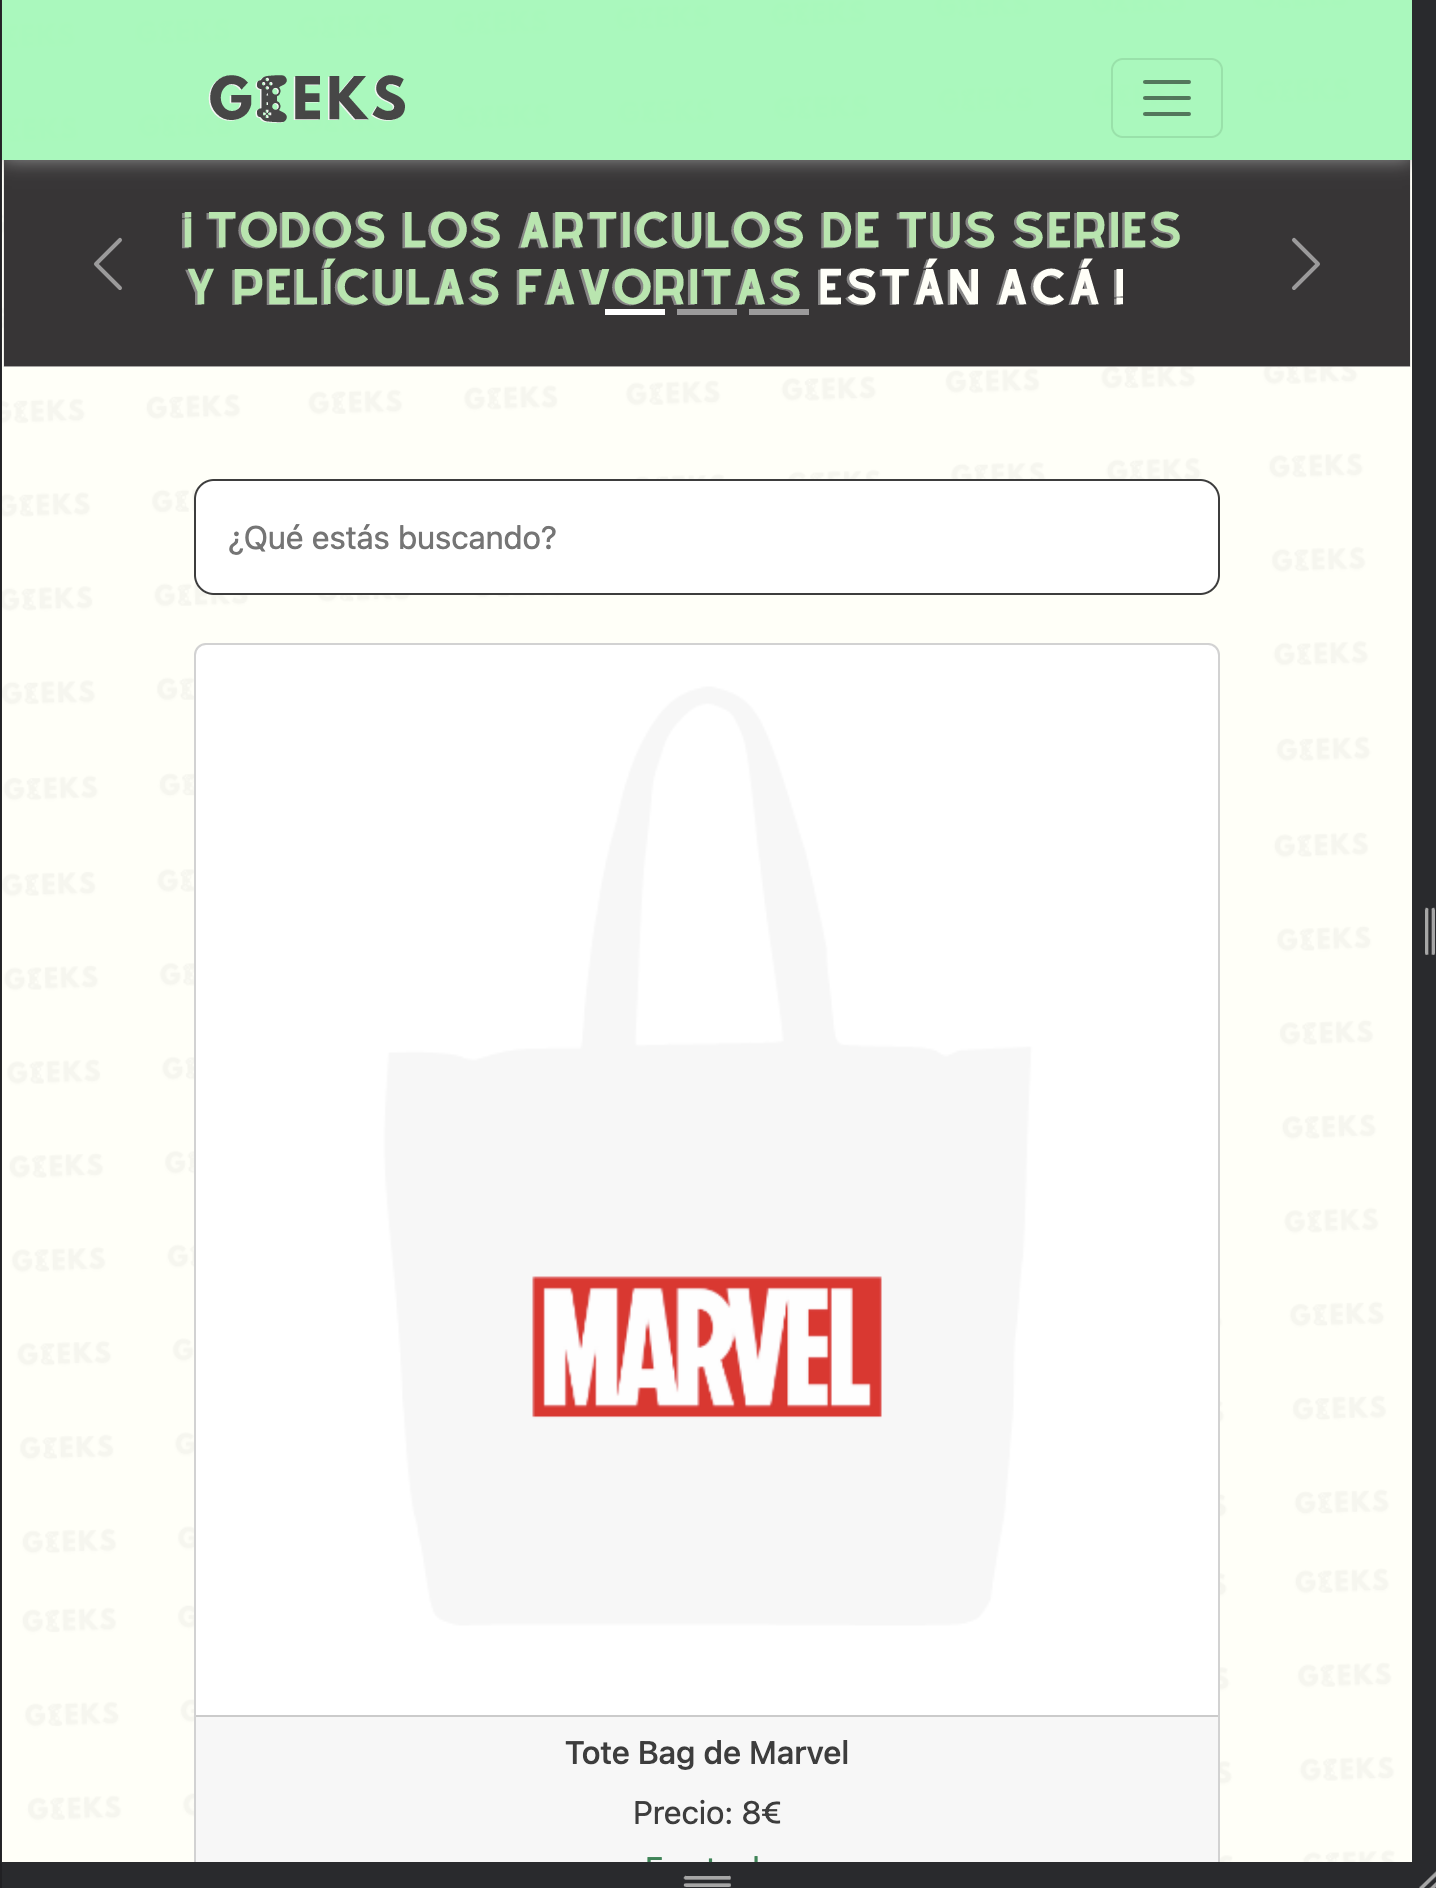 GEEKS
¡ TODOS LOS ARTICULOS DE TUS SERIES
Y PELÍCULAS FAVORITAS ESTÁN ACÁ !
¿Qué estás buscando?
MARVEL
Tote Bag de Marvel
Precio: 8€